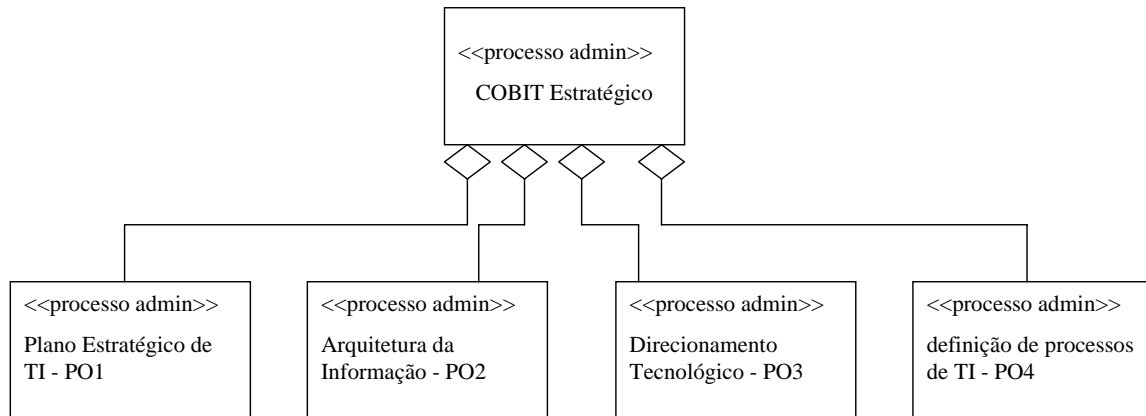 <<processo admin>>
COBIT Estratégico
<<processo admin>>
Plano Estratégico de
TI - PO1
<<processo admin>>
Arquitetura da
Informação - PO2
<<processo admin>>
Direcionamento
Tecnológico - PO3
<<processo admin>>
definição de processos
de TI - PO4